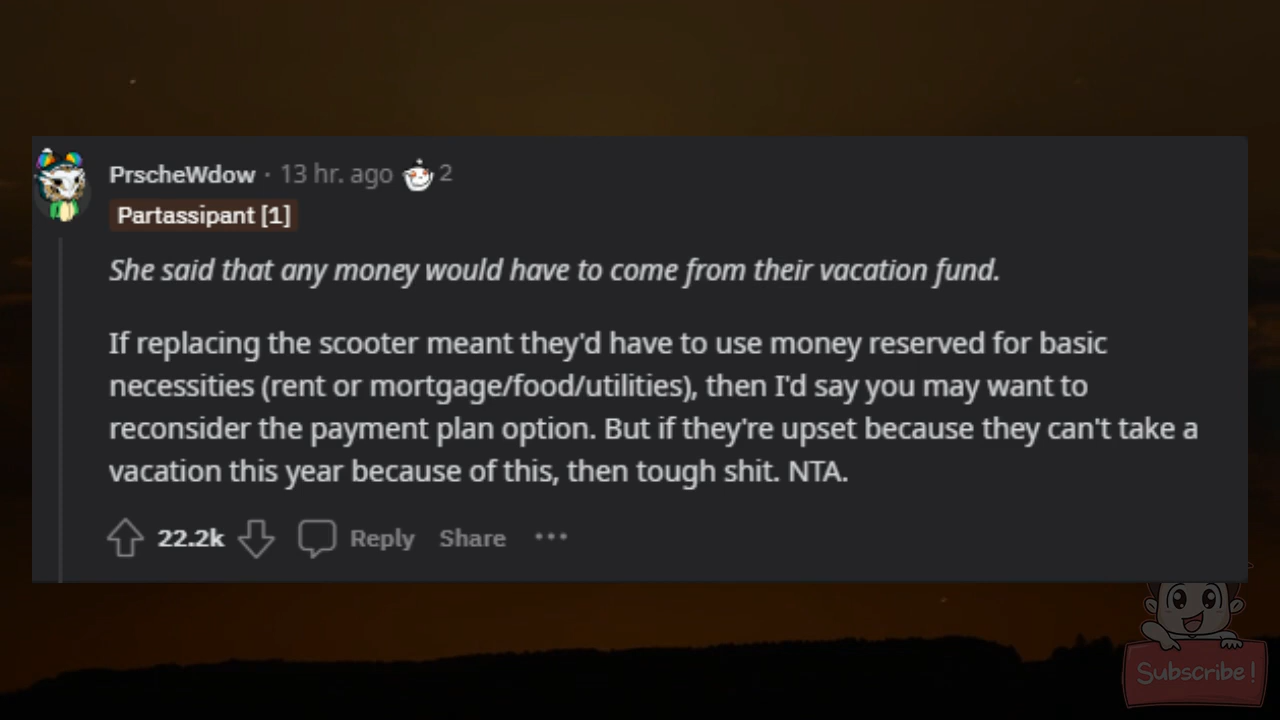 PrscheWdow · 13 hr. ago 2
Partassipant [1]
She said that any money would have to come from their vacation fund.
If replacing the scooter meant they'd have to use money reserved for basic
necessities (rent or mortgage/food/utilities), then I'd say you may want to
reconsider the payment plan option. But if they're upset because they can't take a
vacation this year because of this, then tough shit. NTA.
22.2k Reply Share ···
Subscribe!